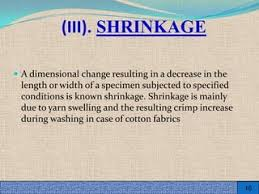 (III). SHRINKAGE
A dimensional change resulting in a decrease in the
length or width of a specimen subjected to specified
conditions is known shrinkage. Shrinkage is mainly
due to yarn swelling and the resulting crimp increase
during washing in case of cotton fabrics